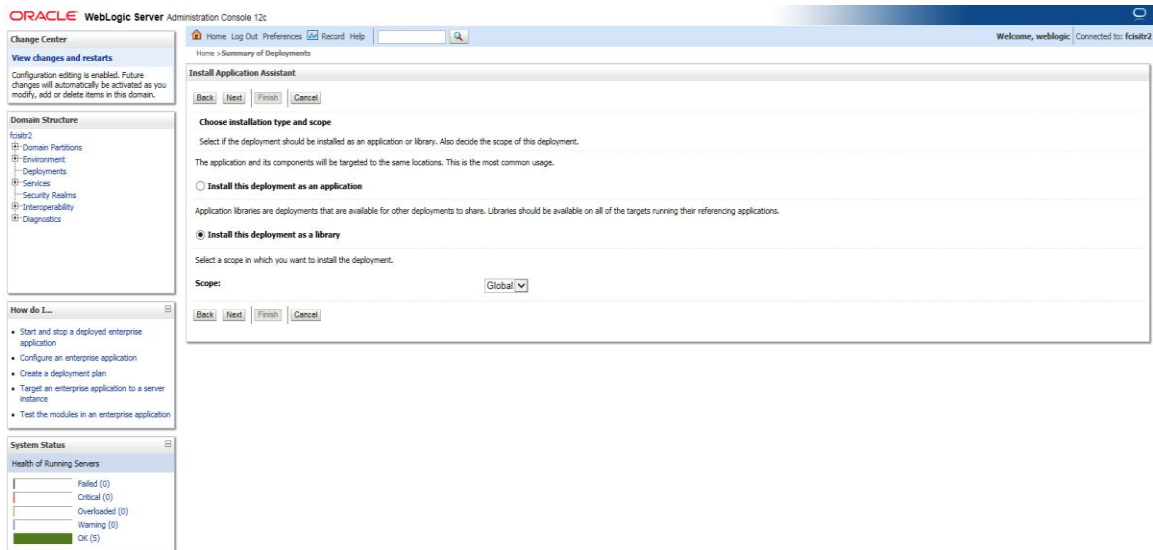 ORACLE WebLogic Server Administration Console 12c
Change Center
View changes and restarts
Configuration editing is enabled. Future
changes will automatically be activated as you
modify, add or delete items in this domain.
Domain Structure
fcisitr2
Domain Partitions
Environment
Deployments
Services
Security Realms
Interoperability
Diagnostics
How do I...
Start and stop a deployed enterprise
application
Configure an enterprise application
Create a deployment plan
Target an enterprise application to a server
instance
Test the modules in an enterprise application
System Status
Health of Running Servers
Failed (0)
Critical (0)
Overloaded (0)
Warning (0)
OK (5)
Home Log Out Preferences Record Help
Welcome, weblogic Connected to: fcisitr2
Home >Summary of Deployments
Install Application Assistant
Back Next Finish Cancel
Choose installation type and scope
Select if the deployment should be installed as an application or library. Also decide the scope of this deployment.
The application and its components will be targeted to the same locations. This is the most common usage.
Install this deployment as an application
Application libraries are deployments that are available for other deployments to share. Libraries should be available on all of the targets running their referencing applications.
Install this deployment as a library
Select a scope in which you want to install the deployment.
Scope: Global
Back Next Finish Cancel